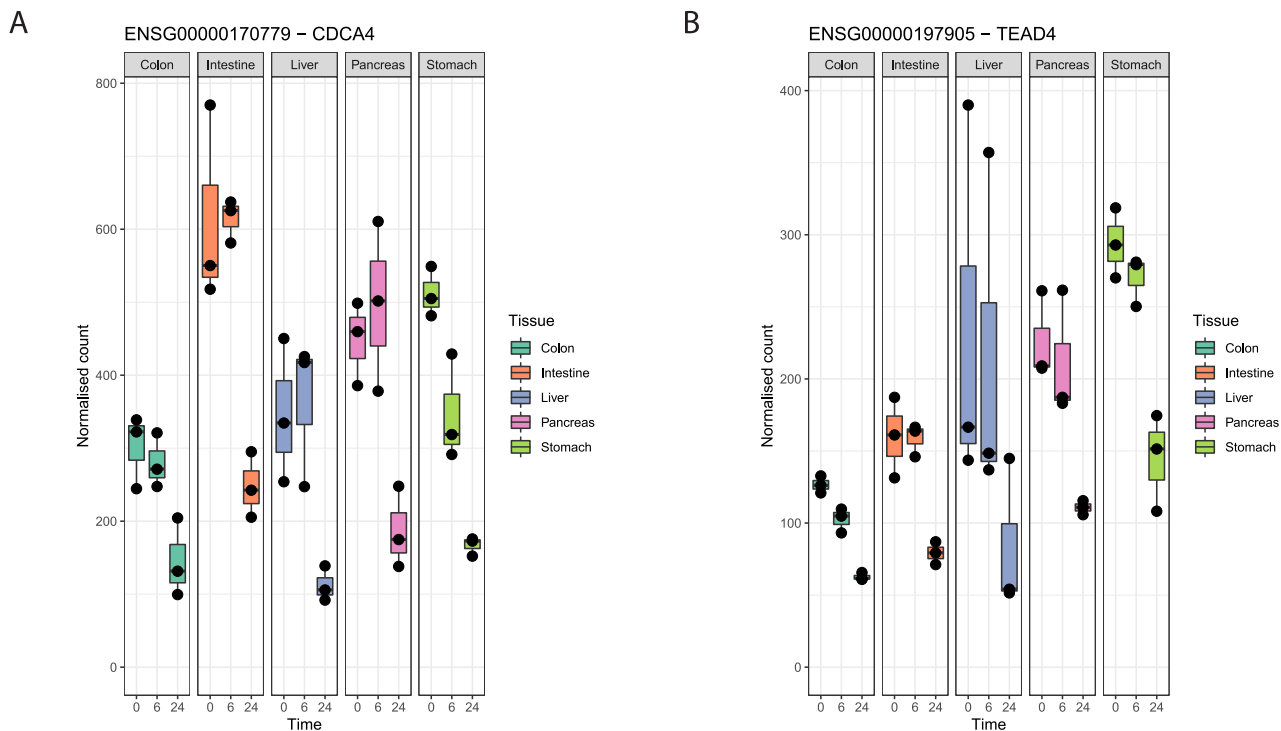 A
ENSG00000170779 − CDCA4
Colon Intestine Liver Pancreas Stomach
800
600
400
200
0
Normalised count
0 6 24 0 6 24 0 6 24 0 6 24 0 6 24
Time
Tissue
Colon
Intestine
Liver
Pancreas
Stomach
B
ENSG00000197905 − TEAD4
Colon Intestine Liver Pancreas Stomach
400
300
200
100
0
Normalised count
0 6 24 0 6 24 0 6 24 0 6 24 0 6 24
Time
Tissue
Colon
Intestine
Liver
Pancreas
Stomach